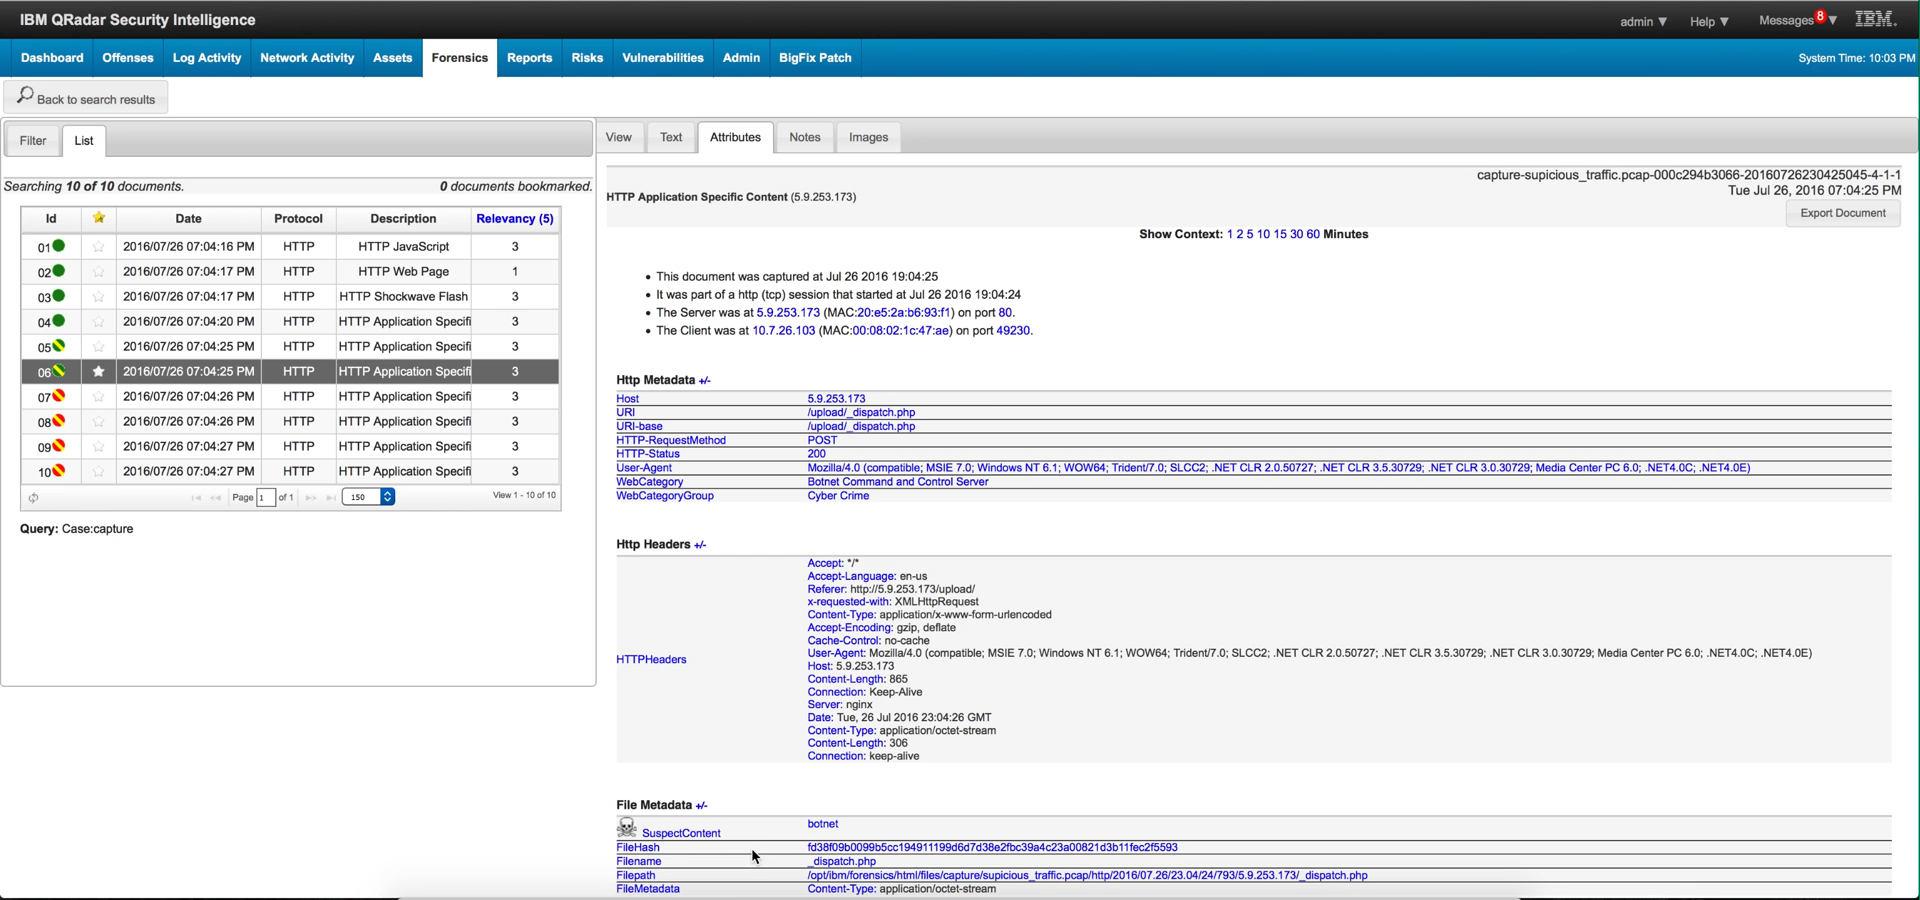 IBM QRadar Security Intelligence
admin ▼ Help ▼ Messages 8 ▼ IBM.
Dashboard Offenses Log Activity Network Activity Assets Forensics Reports Risks Vulnerabilities Admin BigFix Patch System Time: 10:03 PM
Back to search results
Filter List
View Text Attributes Notes Images
Searching 10 of 10 documents. 0 documents bookmarked.
Id Date Protocol Description Relevancy (5)
01 2016/07/26 07:04:16 PM HTTP HTTP JavaScript 3
02 2016/07/26 07:04:17 PM HTTP HTTP Web Page 1
03 2016/07/26 07:04:17 PM HTTP HTTP Shockwave Flash 3
04 2016/07/26 07:04:20 PM HTTP HTTP Application Specifi 3
05 2016/07/26 07:04:25 PM HTTP HTTP Application Specifi 3
06 2016/07/26 07:04:25 PM HTTP HTTP Application Specifi 3
07 2016/07/26 07:04:26 PM HTTP HTTP Application Specifi 3
08 2016/07/26 07:04:26 PM HTTP HTTP Application Specifi 3
09 2016/07/26 07:04:27 PM HTTP HTTP Application Specifi 3
10 2016/07/26 07:04:27 PM HTTP HTTP Application Specifi 3
Page 1 of 1 150 View 1 - 10 of 10
Query: Case:capture
capture-supicious_traffic.pcap-000c294b3066-20160726230425045-4-1-1
Tue Jul 26, 2016 07:04:25 PM
HTTP Application Specific Content (5.9.253.173)
Export Document
Show Context: 1 2 5 10 15 30 60 Minutes
• This document was captured at Jul 26 2016 19:04:25
• It was part of a http (tcp) session that started at Jul 26 2016 19:04:24
• The Server was at 5.9.253.173 (MAC:20:e5:2a:b6:93:f1) on port 80.
• The Client was at 10.7.26.103 (MAC:00:08:02:1c:47:ae) on port 49230.
Http Metadata +/-
Host 5.9.253.173
URI /upload/_dispatch.php
URI-base /upload/_dispatch.php
HTTP-RequestMethod POST
HTTP-Status 200
User-Agent Mozilla/4.0 (compatible; MSIE 7.0; Windows NT 6.1; WOW64; Trident/7.0; SLCC2; .NET CLR 2.0.50727; .NET CLR 3.5.30729; .NET CLR 3.0.30729; Media Center PC 6.0; .NET4.0C; .NET4.0E)
WebCategory Botnet Command and Control Server
WebCategoryGroup Cyber Crime
Http Headers +/-
HTTPHeaders
Accept: */*
Accept-Language: en-us
Referer: http://5.9.253.173/upload/
x-requested-with: XMLHttpRequest
Content-Type: application/x-www-form-urlencoded
Accept-Encoding: gzip, deflate
Cache-Control: no-cache
User-Agent: Mozilla/4.0 (compatible; MSIE 7.0; Windows NT 6.1; WOW64; Trident/7.0; SLCC2; .NET CLR 2.0.50727; .NET CLR 3.5.30729; .NET CLR 3.0.30729; Media Center PC 6.0; .NET4.0C; .NET4.0E)
Host: 5.9.253.173
Content-Length: 865
Connection: Keep-Alive
Server: nginx
Date: Tue, 26 Jul 2016 23:04:26 GMT
Content-Type: application/octet-stream
Content-Length: 306
Connection: keep-alive
File Metadata +/-
SuspectContent botnet
FileHash fd38f09b0099b5cc194911199d6d7d38e2fbc39a4c23a00821d3b11fec2f5593
Filename _dispatch.php
Filepath /opt/ibm/forensics/html/files/capture/supicious_traffic.pcap/http/2016/07.26/23.04/24/793/5.9.253.173/_dispatch.php
FileMetadata Content-Type: application/octet-stream